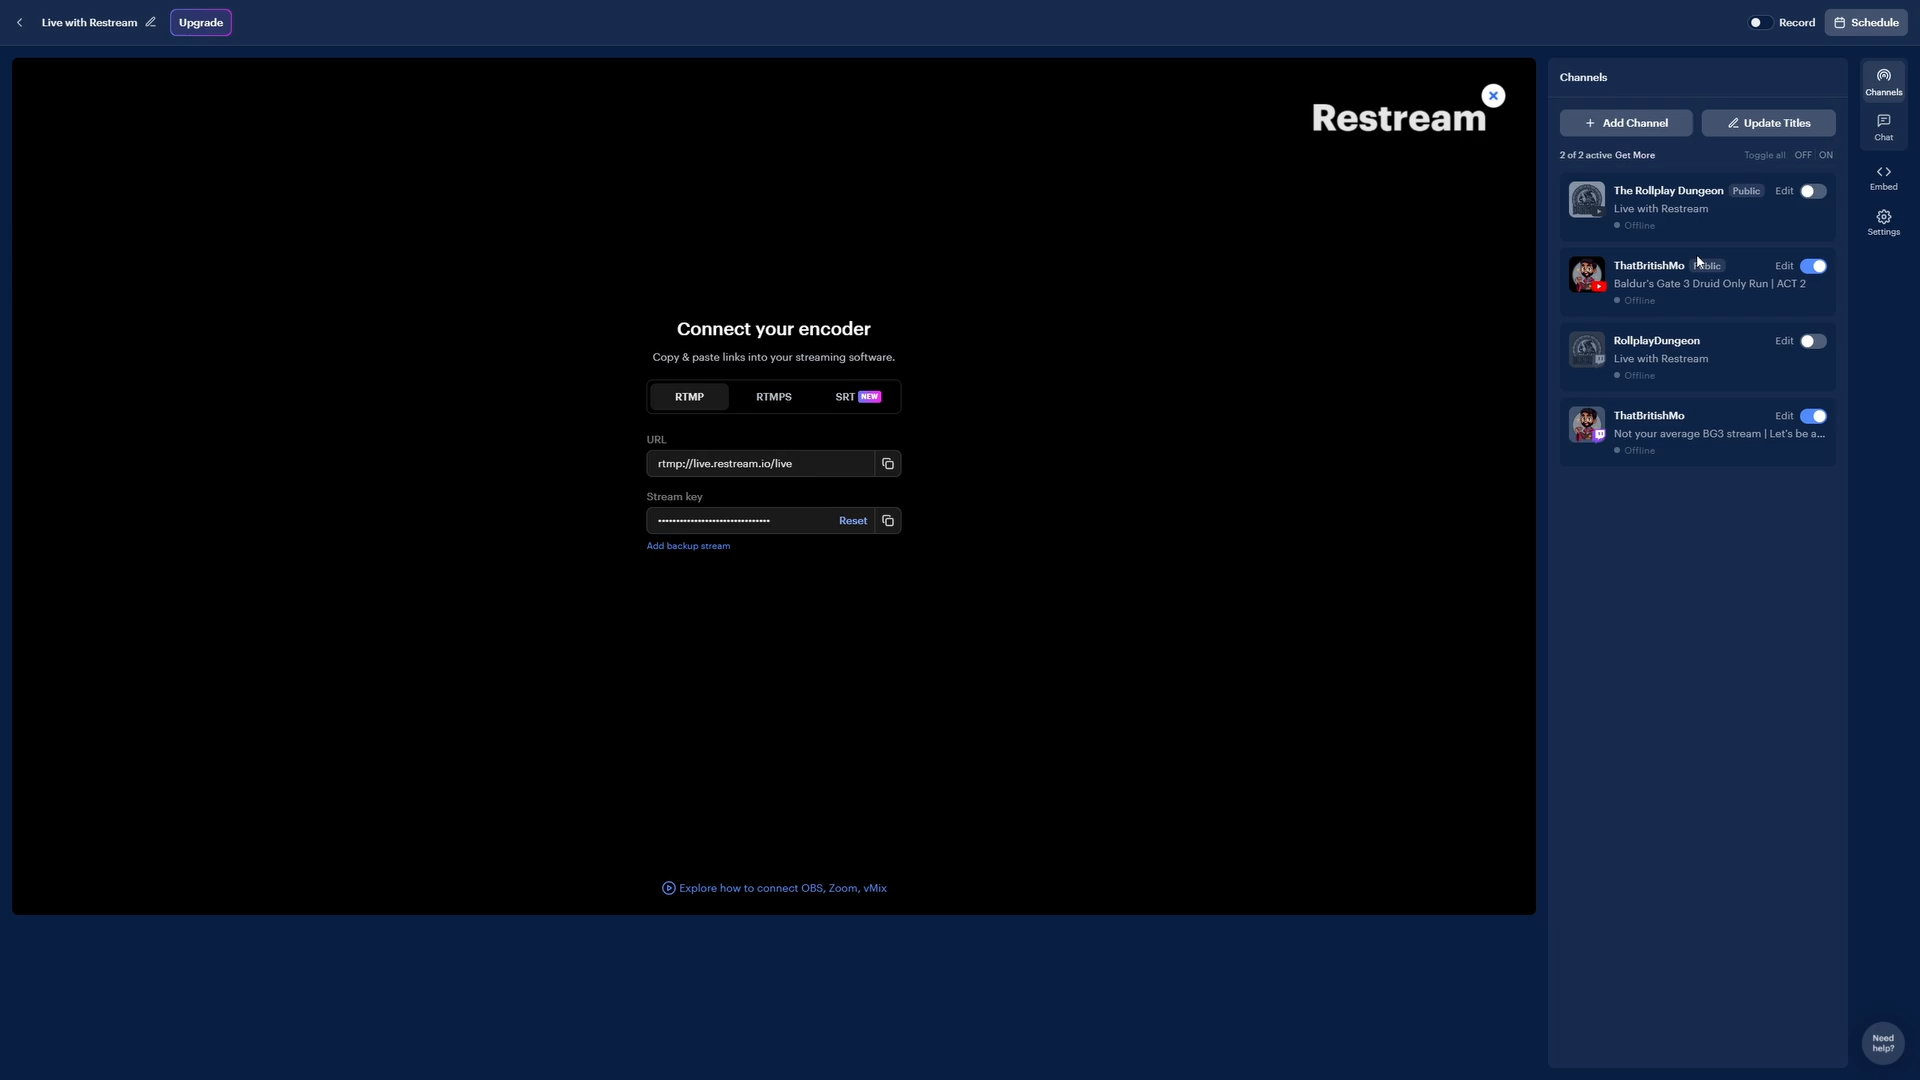 Live with Restream
Upgrade
Record
Schedule
Restream
Connect your encoder
Copy & paste links into your streaming software.
RTMP
RTMPS
SRT NEW
URL
rtmp://live.restream.io/live
Stream key
Reset
Add backup stream
Explore how to connect OBS, Zoom, vMix
Channels
+ Add Channel
Update Titles
2 of 2 active Get More
Toggle all OFF ON
The Rollplay Dungeon Public Edit
Live with Restream
Offline
ThatBritishMo Public Edit
Baldur's Gate 3 Druid Only Run | ACT 2
Offline
RollplayDungeon Edit
Live with Restream
Offline
ThatBritishMo Edit
Not your average BG3 stream | Let's be a...
Offline
Channels
Chat
Embed
Settings
Need
help?